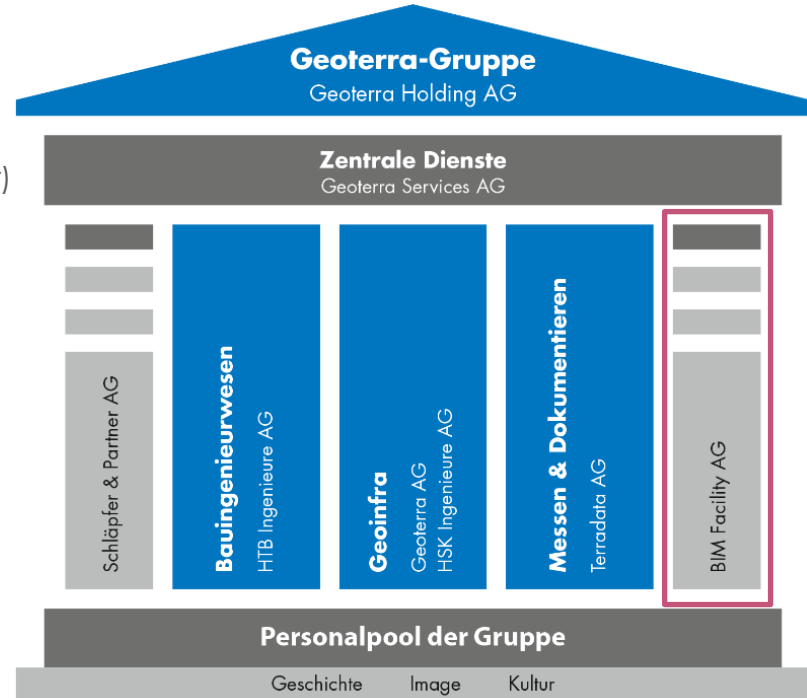 Geoterra-Gruppe
Geoterra Holding AG
Zentrale Dienste
Geoterra Services AG
Schläpfer & Partner AG
Bauingenieurwesen
HTB Ingenieure AG
Geoinfra
Geoterra AG
HSK Ingenieure AG
Messen & Dokumentieren
Terradata AG
BIM Facility AG
Personalpool der Gruppe
Geschichte Image Kultur